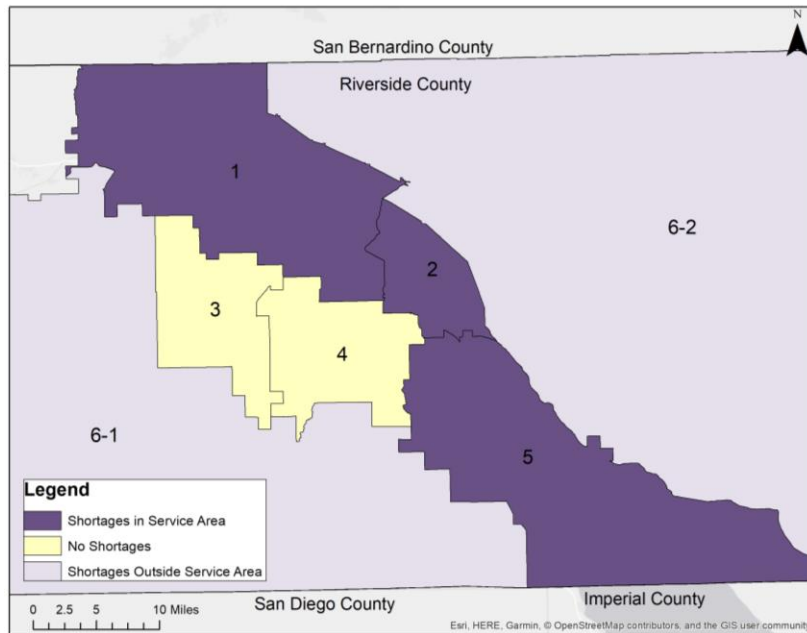 N
San Bernardino County
Riverside County
1
6-2
2
3
4
6-1
5
Legend
Shortages in Service Area
No Shortages
Shortages Outside Service Area
0 2.5 5 10 Miles
San Diego County
Imperial County
Esri, HERE, Garmin, © OpenStreetMap contributors, and the GIS user community